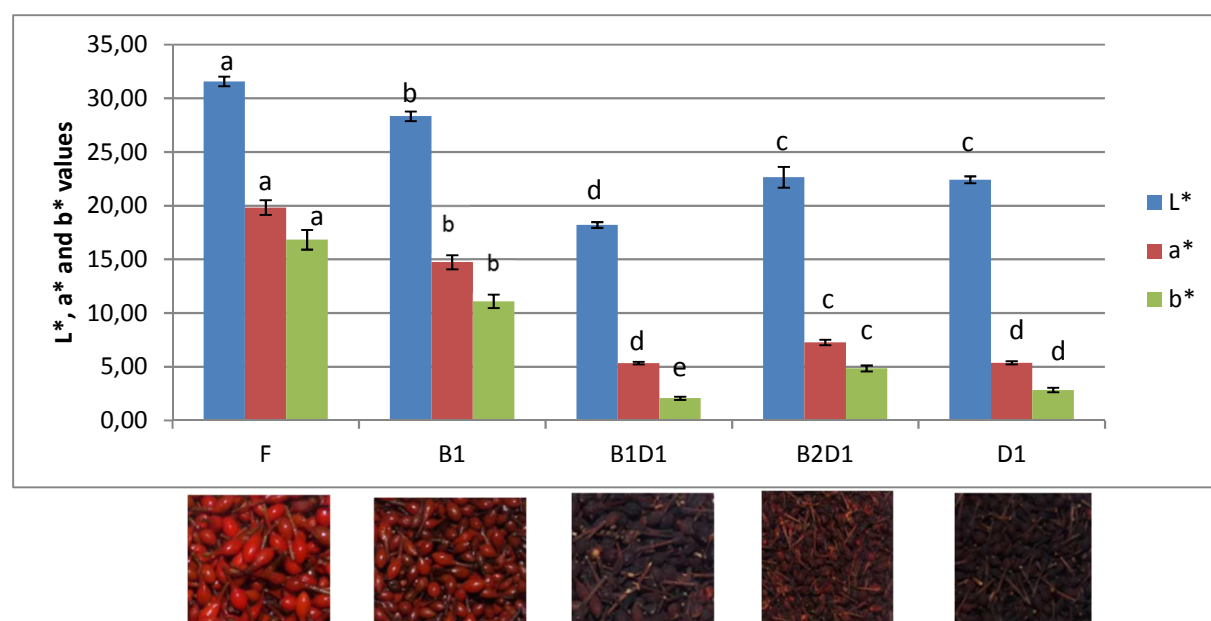 L*, a* and b* values
35,00
30,00
25,00
20,00
15,00
10,00
5,00
0,00
a
a
a
b
b
b
d
d
e
c
c
c
c
d
d
F
B1
B1D1
B2D1
D1
L*
a*
b*